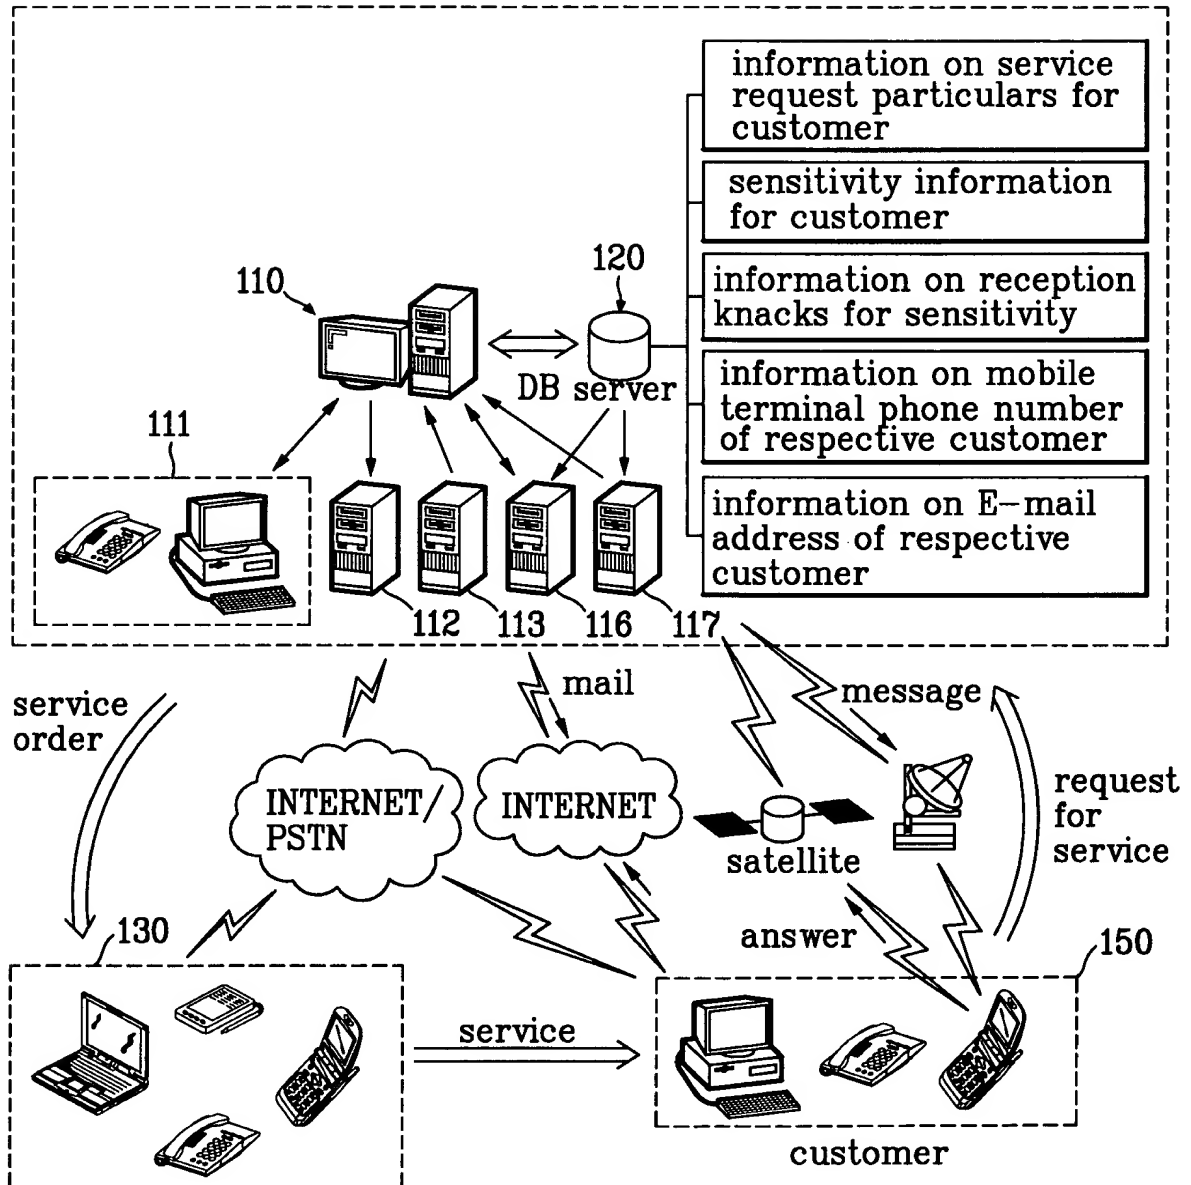 information on service
request particulars for
customer
sensitivity information
for customer
120
110
information on reception
knacks for sensitivity
DB server
information on mobile
terminal phone number
of respective customer
111
information on E-mail
address of respective
customer
112
113
116
117
service
order
mail
message
INTERNET/
PSTN
INTERNET
satellite
request
for
service
130
answer
150
service
customer